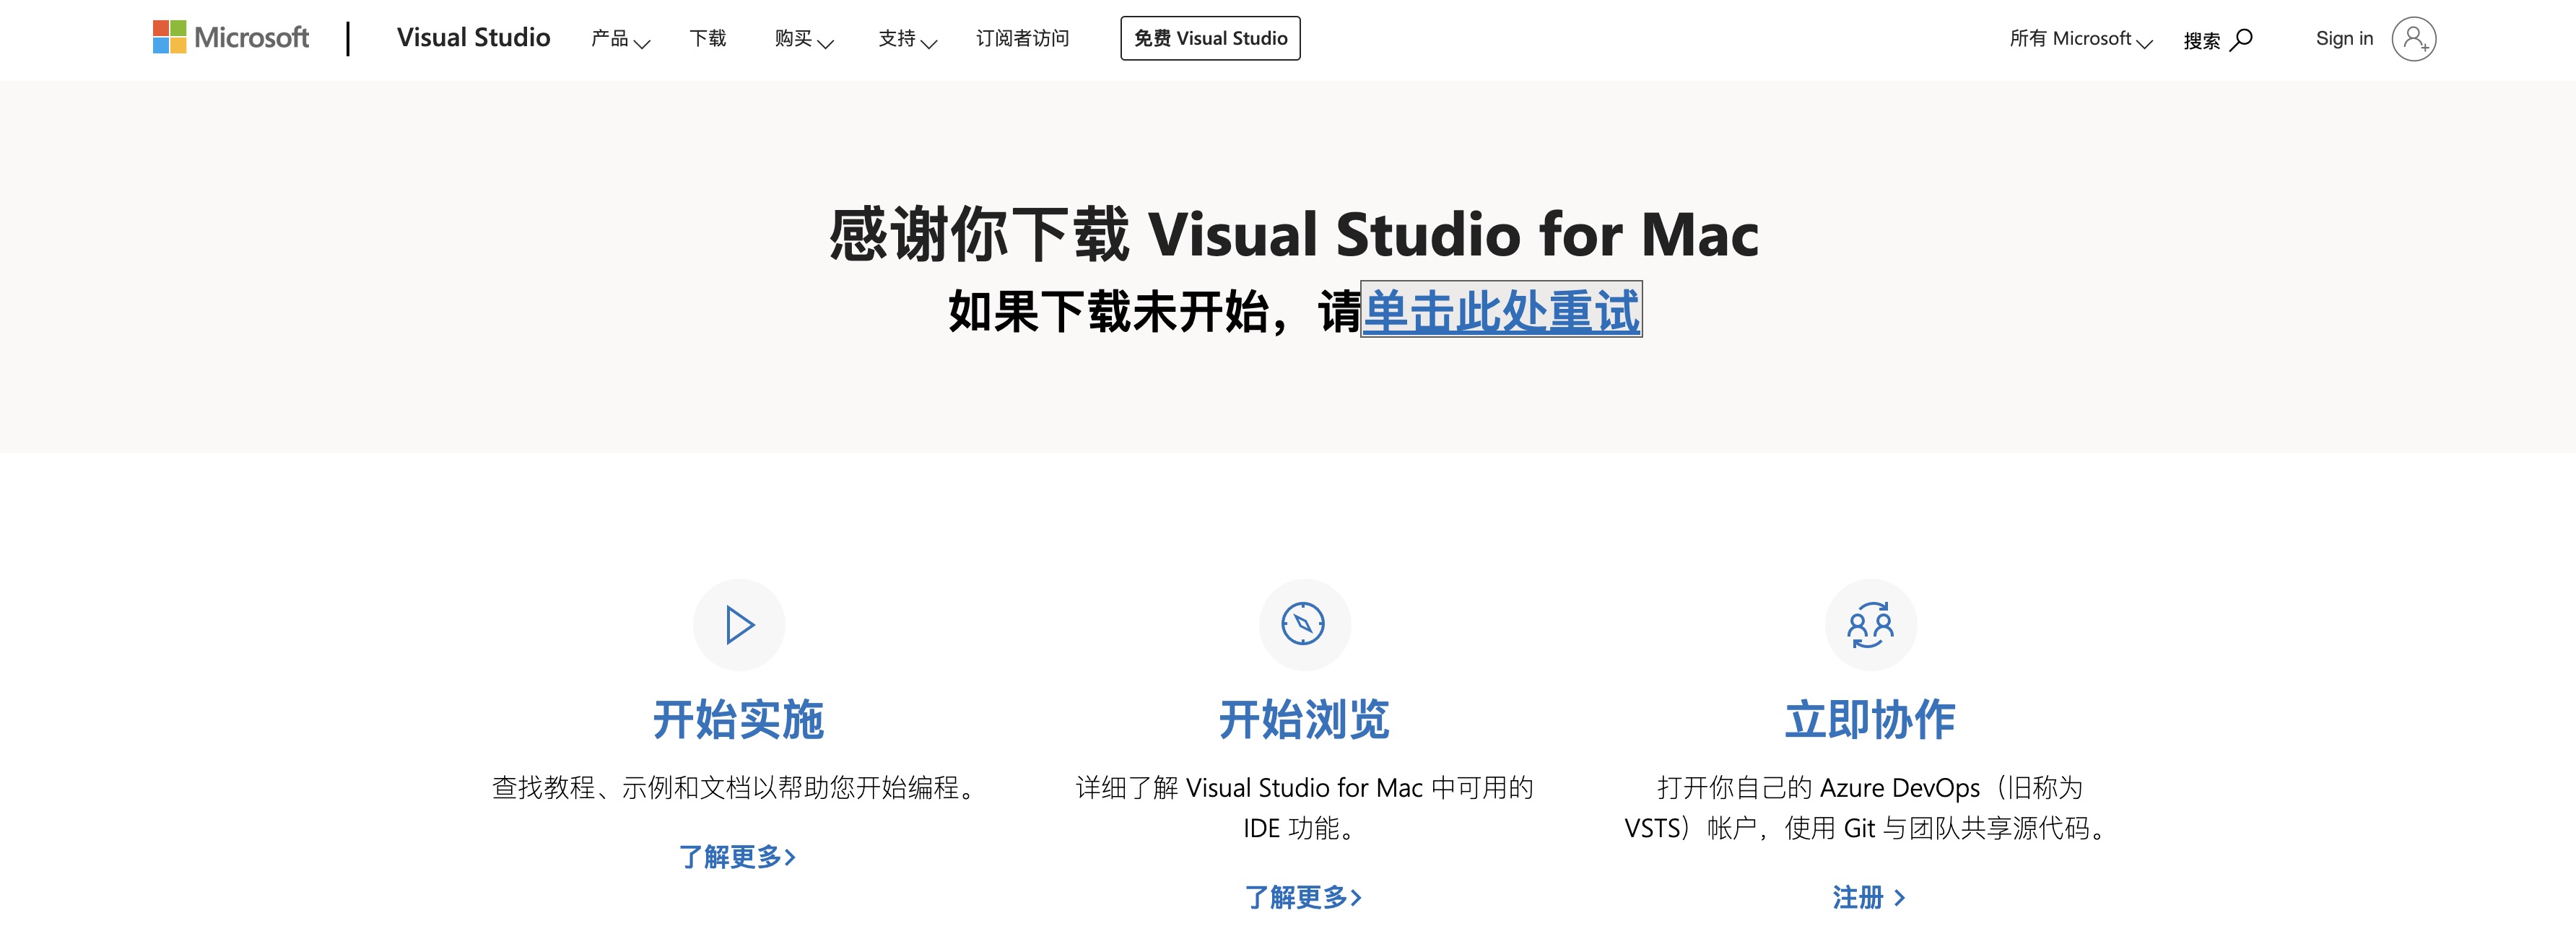 Microsoft
Visual Studio
产品
下载
购买
支持
订阅者访问
免费 Visual Studio
所有 Microsoft
搜索
Sign in
感谢你下载 Visual Studio for Mac
如果下载未开始，请单击此处重试
开始实施
查找教程、示例和文档以帮助您开始编程。
了解更多
开始浏览
详细了解 Visual Studio for Mac 中可用的
IDE 功能。
了解更多
立即协作
打开你自己的 Azure DevOps（旧称为
VSTS）帐户，使用 Git 与团队共享源代码。
注册